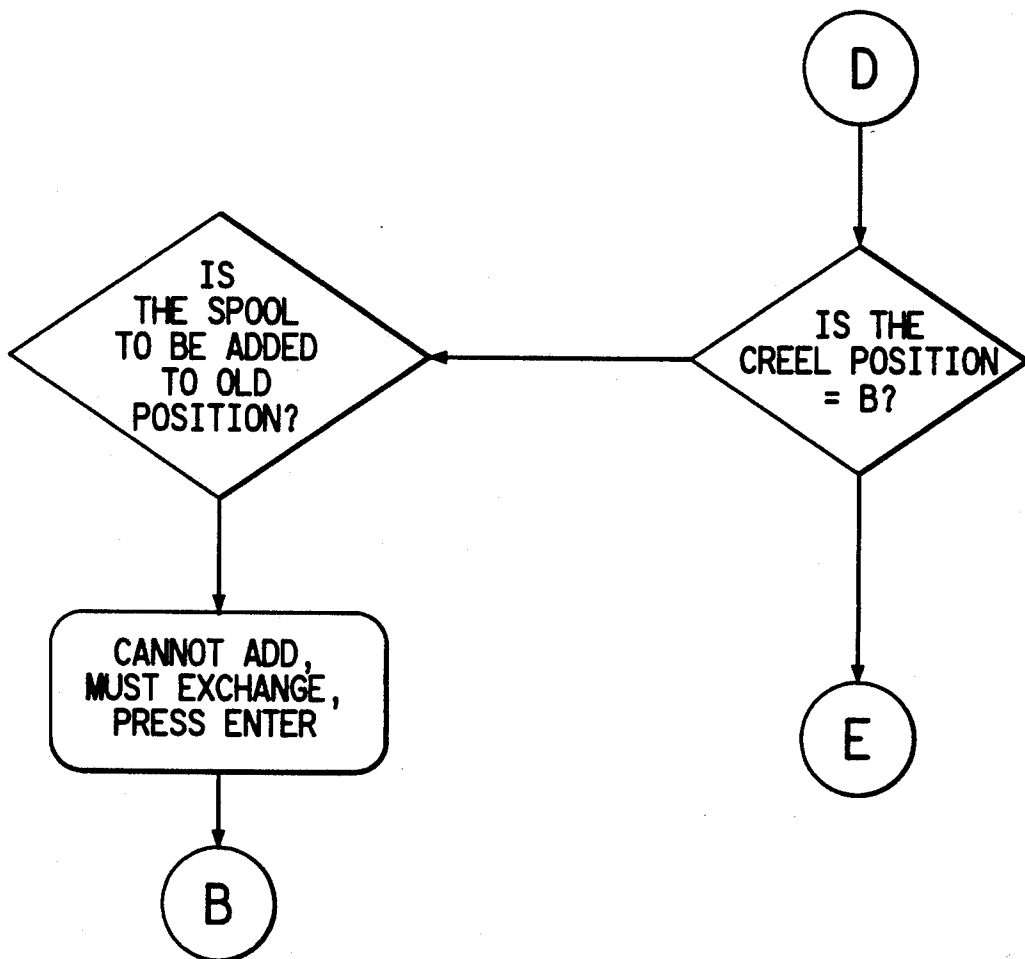 D
IS
THE SPOOL
TO BE ADDED
TO OLD
POSITION?
IS THE
CREEL POSITION
= B?
CANNOT ADD,
MUST EXCHANGE,
PRESS ENTER
E
B